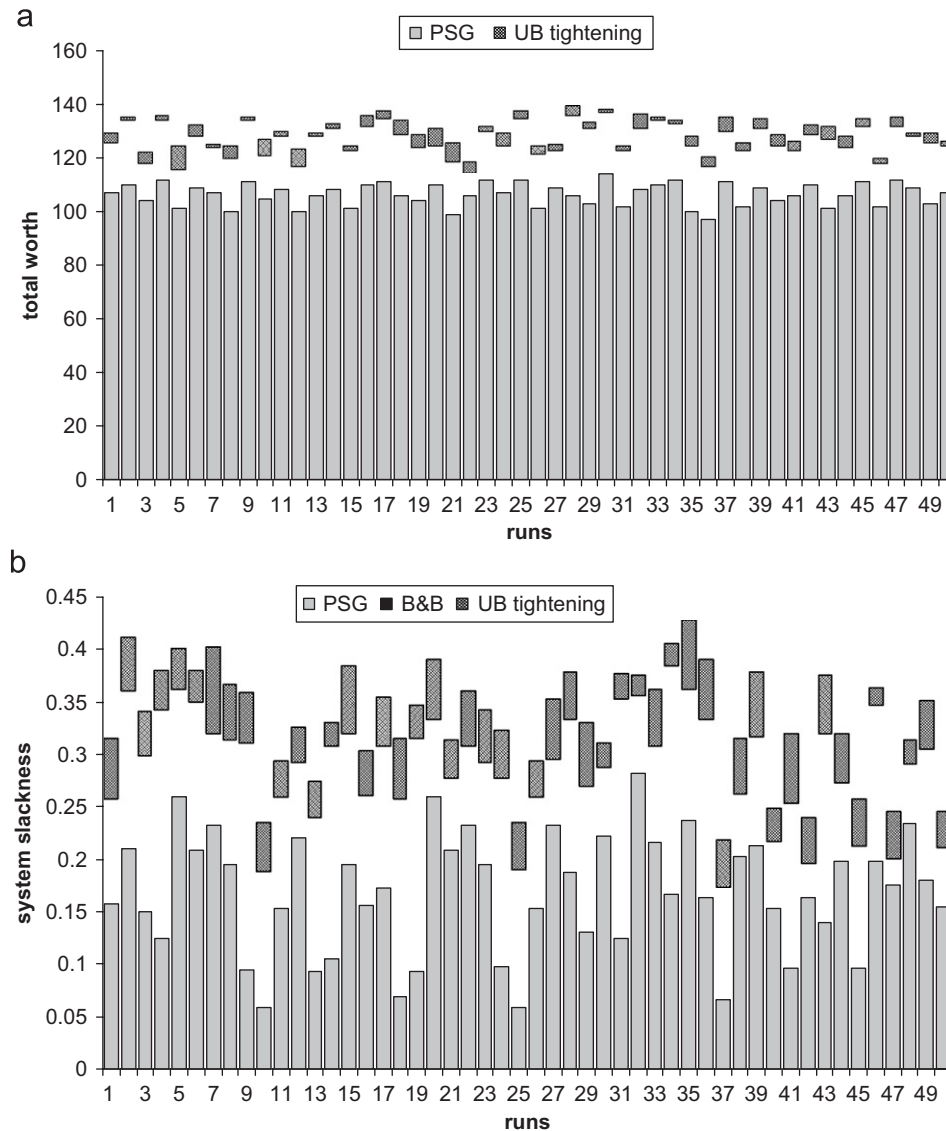 a
PSG UB tightening
160
140
120
100
80
60
40
20
0
total worth
1 3 5 7 9 11 13 15 17 19 21 23 25 27 29 31 33 35 37 39 41 43 45 47 49
runs
b
PSG B&B UB tightening
0.45
0.4
0.35
0.3
0.25
0.2
0.15
0.1
0.05
0
system slackness
1 3 5 7 9 11 13 15 17 19 21 23 25 27 29 31 33 35 37 39 41 43 45 47 49
runs